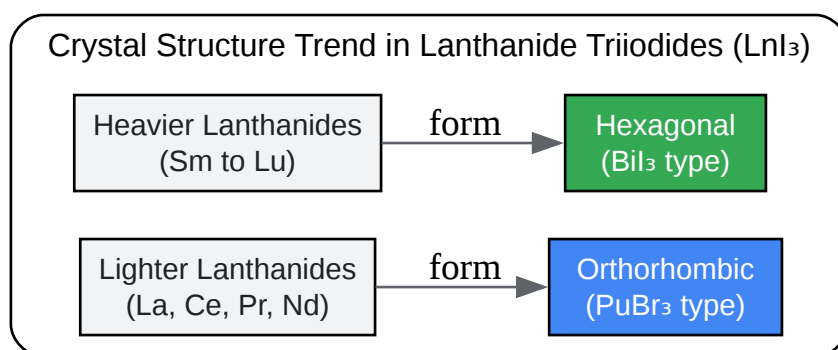 Crystal Structure Trend in Lanthanide Triiodides (LnI₃)
Heavier Lanthanides
(Sm to Lu)
form
Hexagonal
(BiI₃ type)
Lighter Lanthanides
(La, Ce, Pr, Nd)
form
Orthorhombic
(PuBr₃ type)